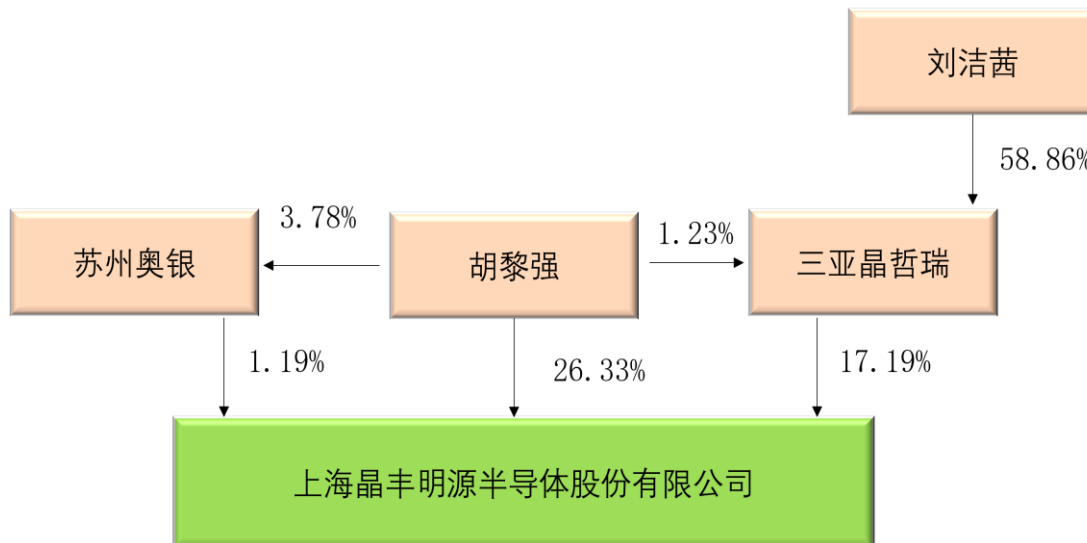 刘洁茜
58.86%
3.78%
1.23%
苏州奥银
胡黎强
三亚晶哲瑞
1.19%
26.33%
17.19%
上海晶丰明源半导体股份有限公司